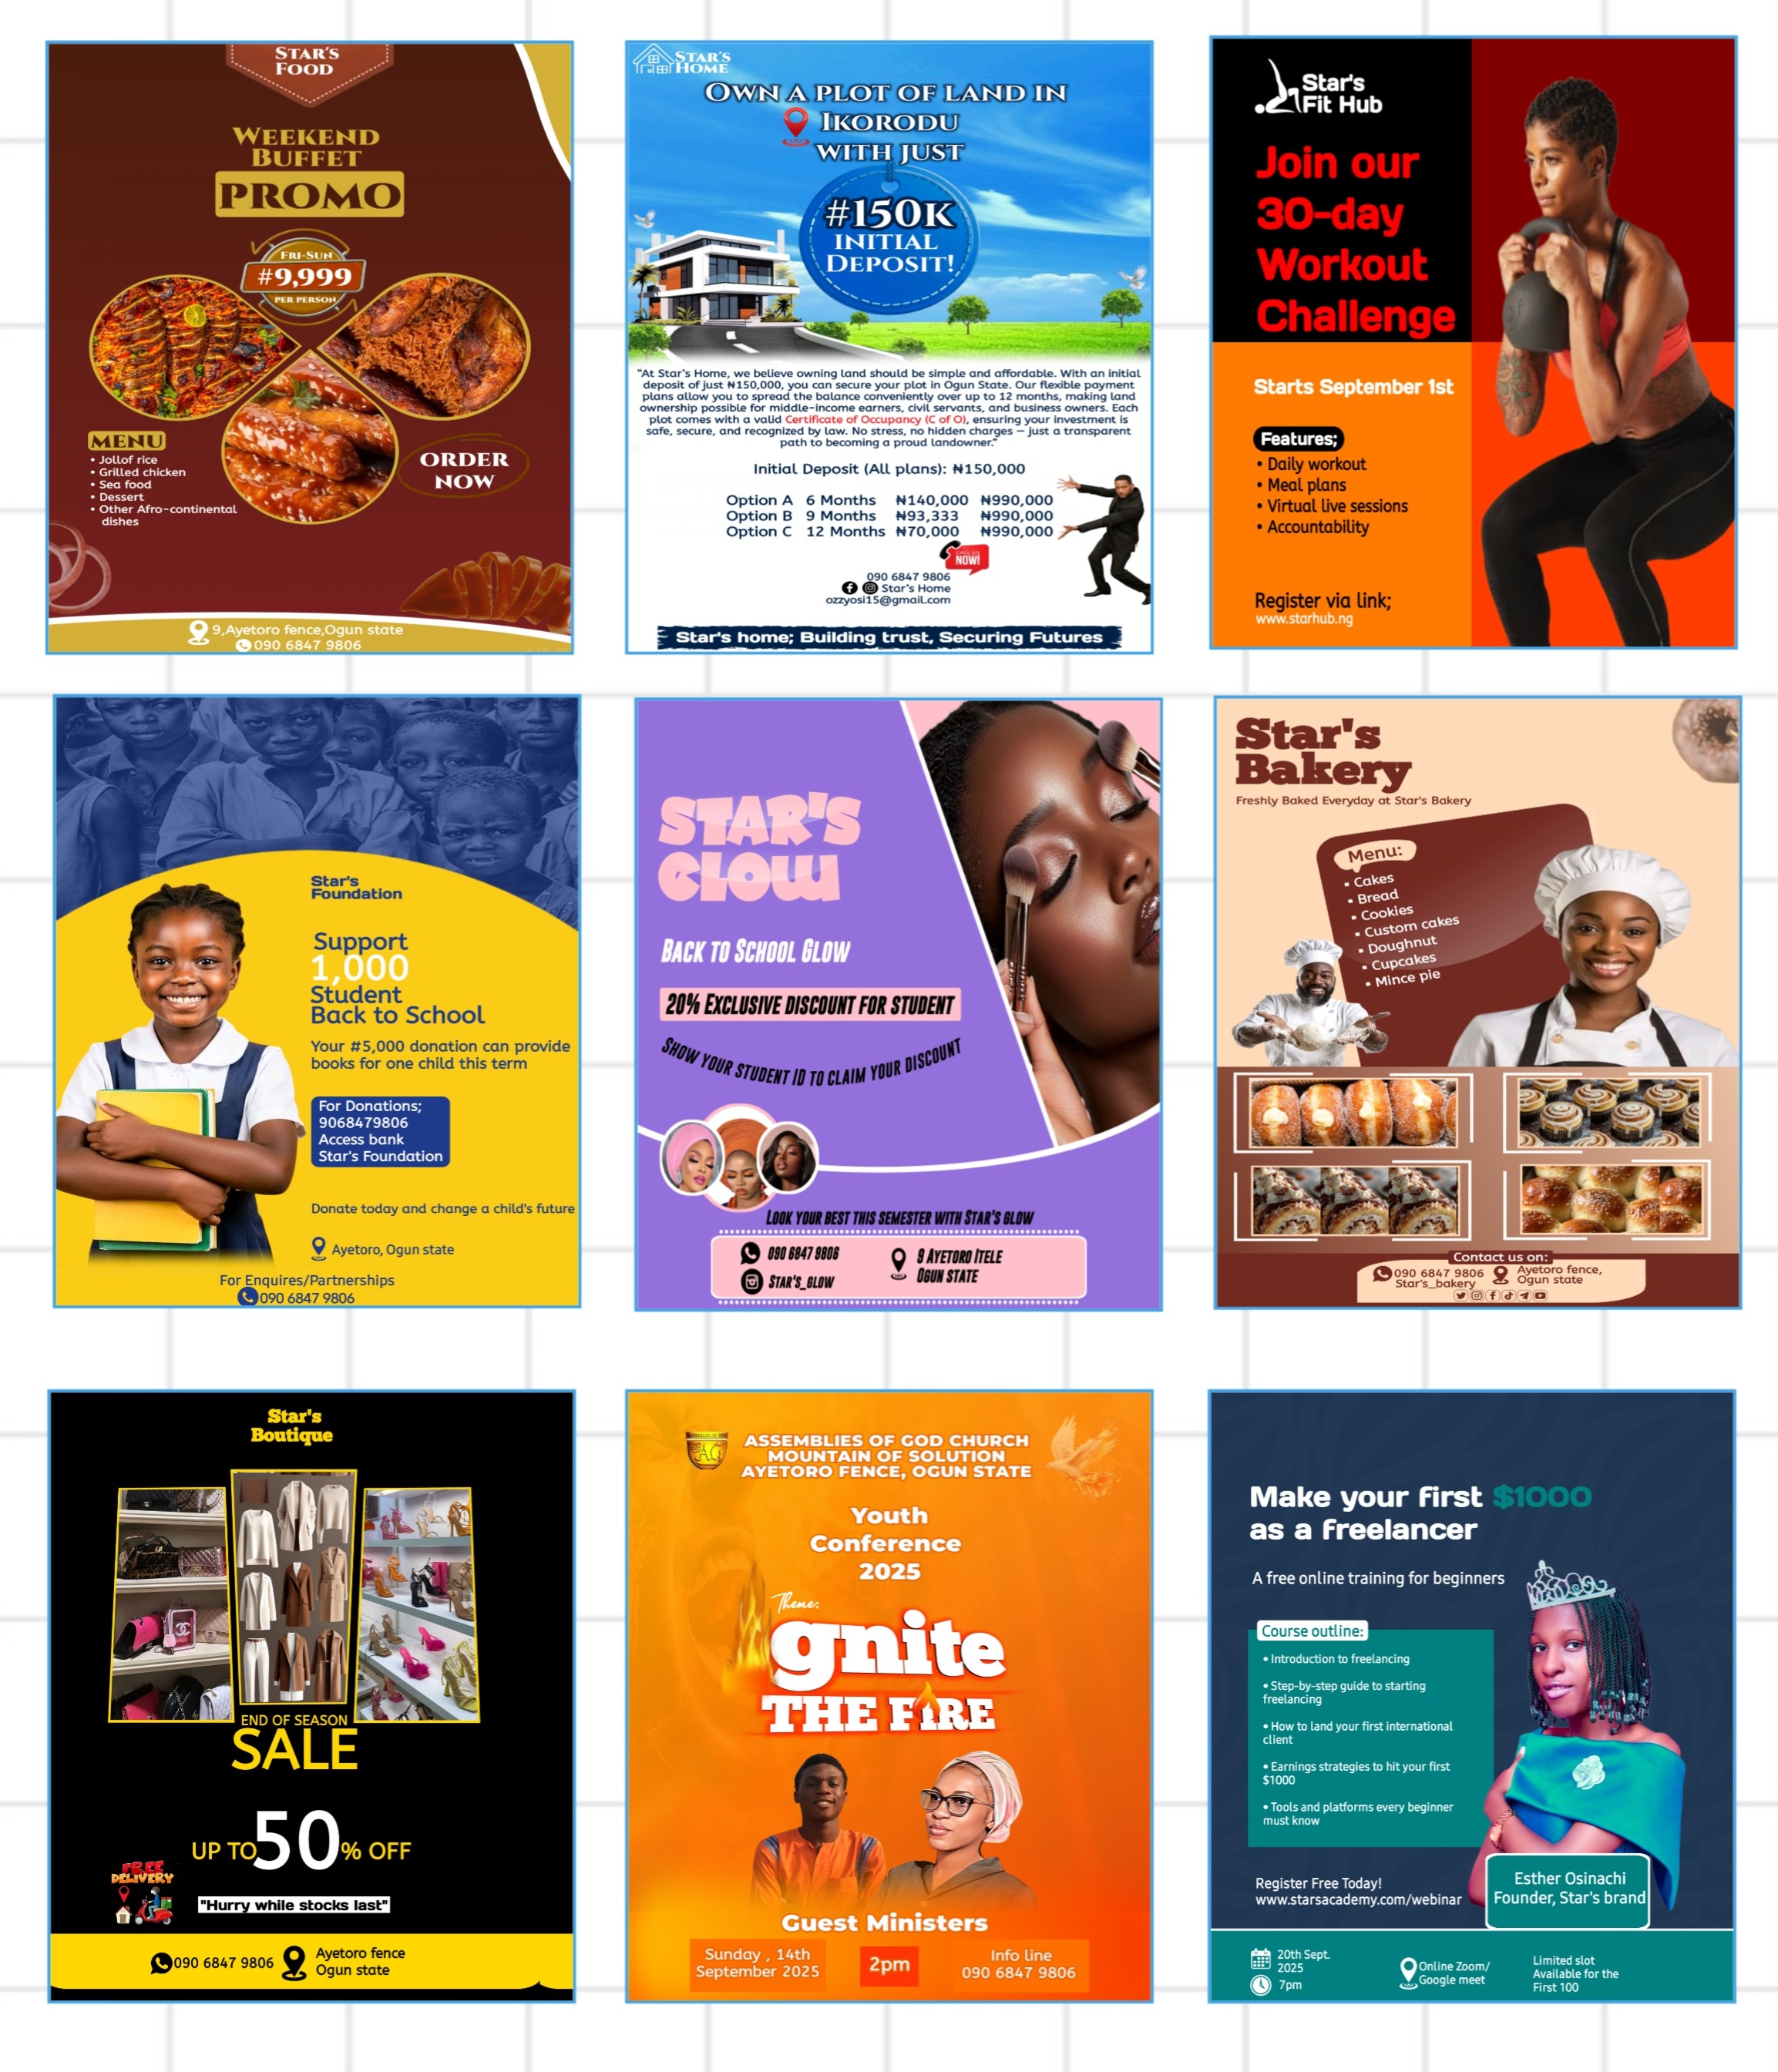 STAR'S
FOOD
WEEKEND
BUFFET
PROMO
FRI-SUN
#9,999
PER PERSON
MENU
• Jollof rice
• Grilled chicken
• Sea food
• Dessert
• Other Afro-continental
dishes
ORDER
NOW
9,Ayetoro fence,Ogun state
090 6847 9806
STAR'S
HOME
OWN A PLOT OF LAND IN
IKORODU
WITH JUST
#150K
INITIAL
DEPOSIT!
"At Star's Home, we believe owning land should be simple and affordable. With an initial
deposit of just ₦150,000, you can secure your plot in Ogun State. Our flexible payment
plans allow you to spread the balance conveniently over up to 12 months, making land
ownership possible for middle-income earners, civil servants, and business owners. Each
plot comes with a valid Certificate of Occupancy (C of O), ensuring your investment is
safe, secure, and recognized by law. No stress, no hidden charges — just a transparent
path to becoming a proud landowner."
Initial Deposit (All plans): ₦150,000
Option A 6 Months ₦140,000 ₦990,000
Option B 9 Months ₦93,333 ₦990,000
Option C 12 Months ₦70,000 ₦990,000
CALL US
NOW!
090 6847 9806
Star's Home
ozzyosi15@gmail.com
Star's home; Building trust, Securing Futures
Star's
Fit Hub
Join our
30-day
Workout
Challenge
Starts September 1st
Features;
• Daily workout
• Meal plans
• Virtual live sessions
• Accountability
Register via link;
www.starhub.ng
Star's
Foundation
Support
1,000
Student
Back to School
Your #5,000 donation can provide
books for one child this term
For Donations;
9068479806
Access bank
Star's Foundation
Donate today and change a child's future
Ayetoro, Ogun state
For Enquires/Partnerships
090 6847 9806
STAR'S
GLOW
BACK TO SCHOOL GLOW
20% EXCLUSIVE DISCOUNT FOR STUDENT
SHOW YOUR STUDENT ID TO CLAIM YOUR DISCOUNT
LOOK YOUR BEST THIS SEMESTER WITH STAR'S GLOW
090 6847 9806
STAR'S_GLOW
9 AYETORO ITELE
OGUN STATE
Star's
Bakery
Freshly Baked Everyday at Star's Bakery
Menu:
▪ Cakes
▪ Bread
▪ Cookies
▪ Custom cakes
▪ Doughnut
▪ Cupcakes
▪ Mince pie
Contact us on:
090 6847 9806
Star's_bakery
Ayetoro fence,
Ogun state
Star's
Boutique
END OF SEASON
SALE
UP TO 50% OFF
FREE
DELIVERY
"Hurry while stocks last"
090 6847 9806
Ayetoro fence
Ogun state
ASSEMBLIES OF GOD CHURCH
MOUNTAIN OF SOLUTION
AYETORO FENCE, OGUN STATE
AG
Youth
Conference
2025
Theme:
gnite
THE FIRE
Guest Ministers
Sunday , 14th
September 2025
2pm
Info line
090 6847 9806
Make your first $1000
as a freelancer
A free online training for beginners
Course outline:
• Introduction to freelancing
• Step-by-step guide to starting
freelancing
• How to land your first international
client
• Earnings strategies to hit your first
$1000
• Tools and platforms every beginner
must know
Register Free Today!
www.starsacademy.com/webinar
Esther Osinachi
Founder, Star's brand
20th Sept.
2025
7pm
Online Zoom/
Google meet
Limited slot
Available for the
First 100